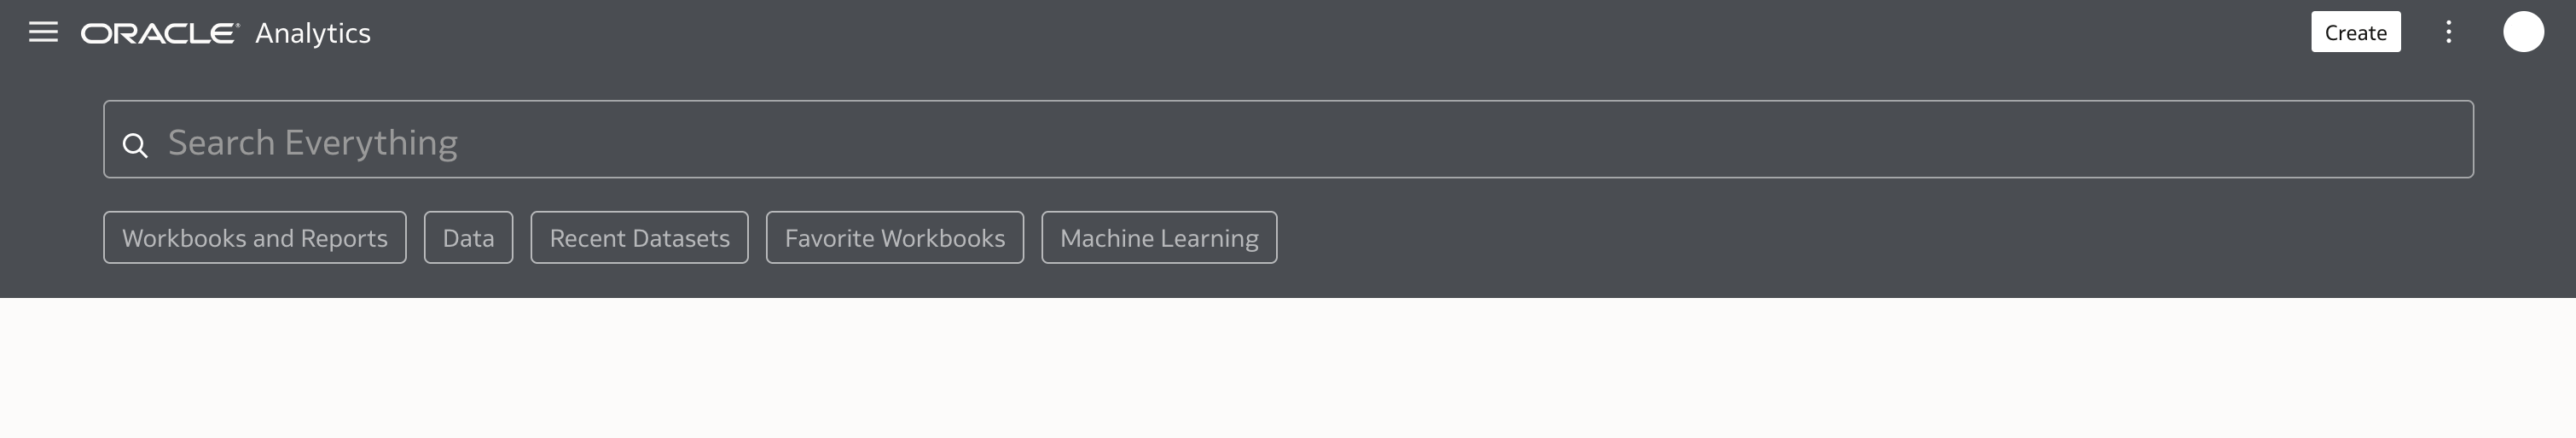 ORACLE Analytics Create
Search Everything
Workbooks and Reports Data Recent Datasets Favorite Workbooks Machine Learning